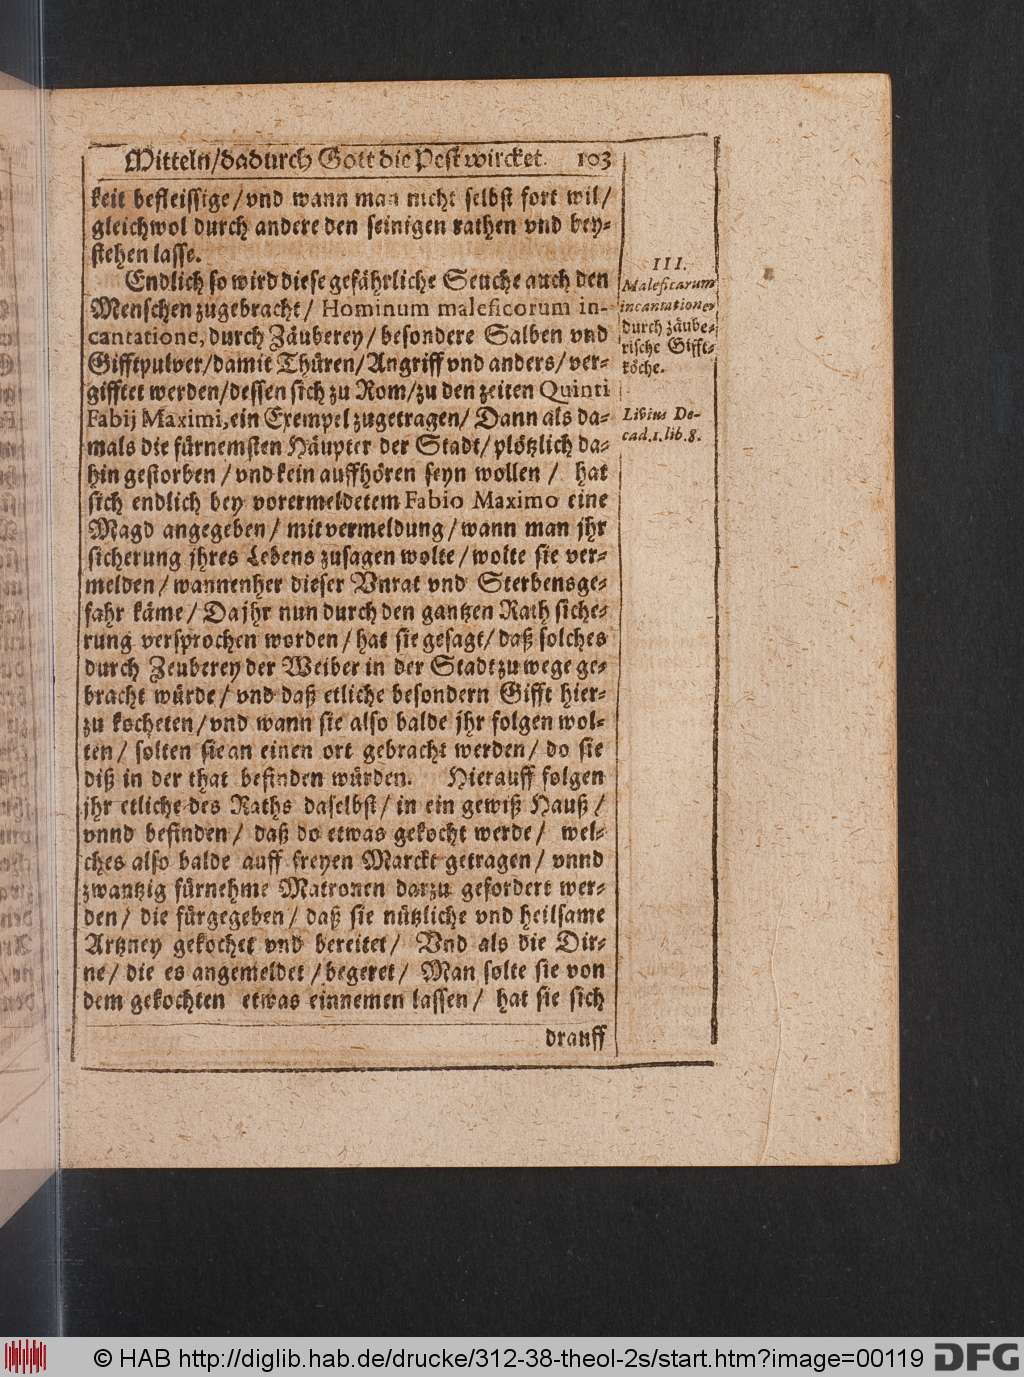 Mitteln/dadurch Gott die Pest wircket. 103
keit befleissige/vnd wann man nicht selbst fort wil/
gleichwol durch andere den seinigen rathen vnd bey-
stehen lasse.
Endlich so wird diese gefährliche Seuche auch den
Menschen zugebracht/ Hominum maleficorum in-
cantatione, durch Zäuberey/ besondere Salben vnd
Gifftpulver/damit Thüren/Angriff vnd anders/ ver-
gifftet werden/dessen sich zu Rom/zu den zeiten Quinti
Fabij Maximi, ein Exempel zugetragen/ Dann als da-
mals die fürnemsten Häupter der Stadt/ plötzlich da-
hin gestorben/ vnd kein auffhören seyn wollen/ hat
sich endlich bey vorermeldetem Fabio Maximo eine
Magd angegeben/ mit vermeldung/ wann man jhr
sicherung jhres Lebens zusagen wolte/ wolte sie ver-
melden/ wannenher dieser Vnrat vnd Sterbensge-
fahr käme/ Da jhr nun durch den gantzen Rath siche-
rung versprochen worden/ hat sie gesagt/ daß solches
durch Zeuberey der Weiber in der Stadt zu wege ge-
bracht würde/ vnd daß etliche besondern Gifft hier-
zu kocheten/vnd wann sie also balde jhr folgen wol-
ten/ solten sie an einen ort gebracht werden/ do sie
diß in der that befinden würden. Hierauff folgen
jhr etliche des Raths daselbst/ in ein gewiß Hauß/
vnnd befinden/ daß do etwas gekocht werde/ wel-
ches also balde auff freyen Marckt getragen/ vnnd
zwantzig fürnehme Matronen darzu gefordert wer-
den/ die fürgegeben/ daß sie nützliche vnd heilsame
Artzney gekochet vnd bereitet/ Vnd als die Dir-
ne/ die es angemeldet/ begeret/ Man solte sie von
dem gekochten etwas einnemen lassen/ hat sie sich
drauff
III.
Maleficarum
incantationes
durch zäube-
rische Gifft-
köche.
Livius De-
cad.1.lib.8.
© HAB http://diglib.hab.de/drucke/312-38-theol-2s/start.htm?image=00119
DFG